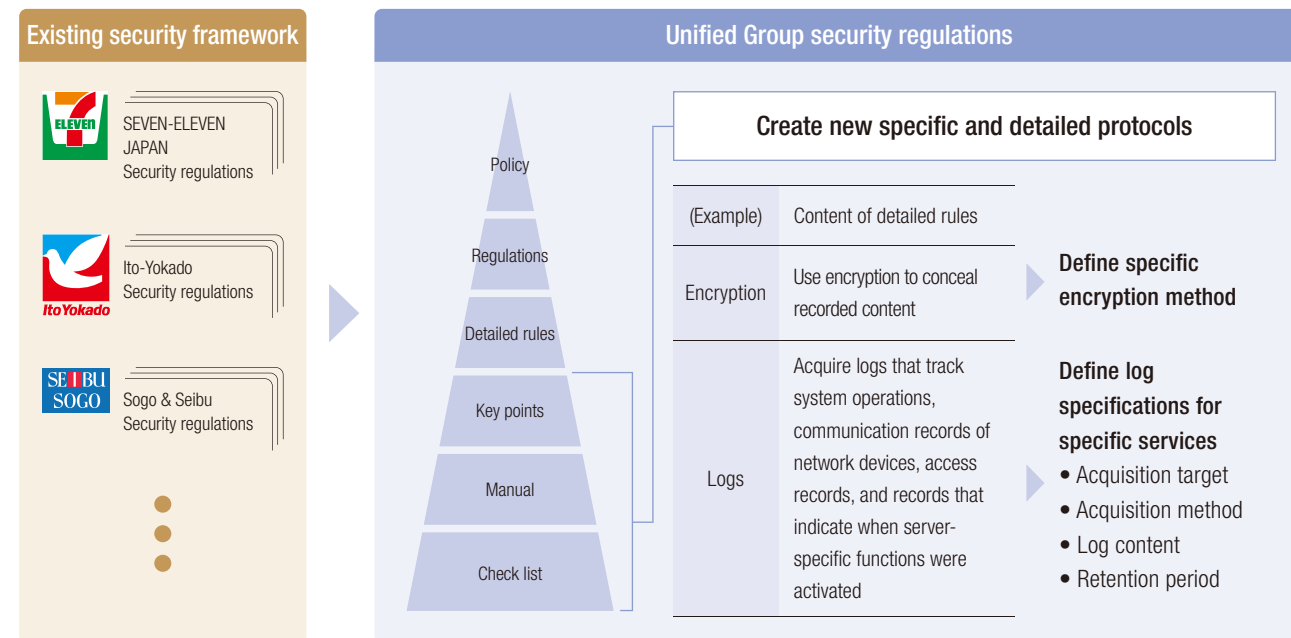 Existing security framework
ELEVEN
SEVEN-ELEVEN
JAPAN
Security regulations
Ito-Yokado
Security regulations
ItoYokado
SEIBU
SOGO
Sogo & Seibu
Security regulations
Unified Group security regulations
Policy
Regulations
Detailed rules
Key points
Manual
Check list
Create new specific and detailed protocols
(Example)
Content of detailed rules
Encryption
Use encryption to conceal
recorded content
Define specific
encryption method
Logs
Acquire logs that track
system operations,
communication records of
network devices, access
records, and records that
indicate when server-
specific functions were
activated
Define log
specifications for
specific services
• Acquisition target
• Acquisition method
• Log content
• Retention period